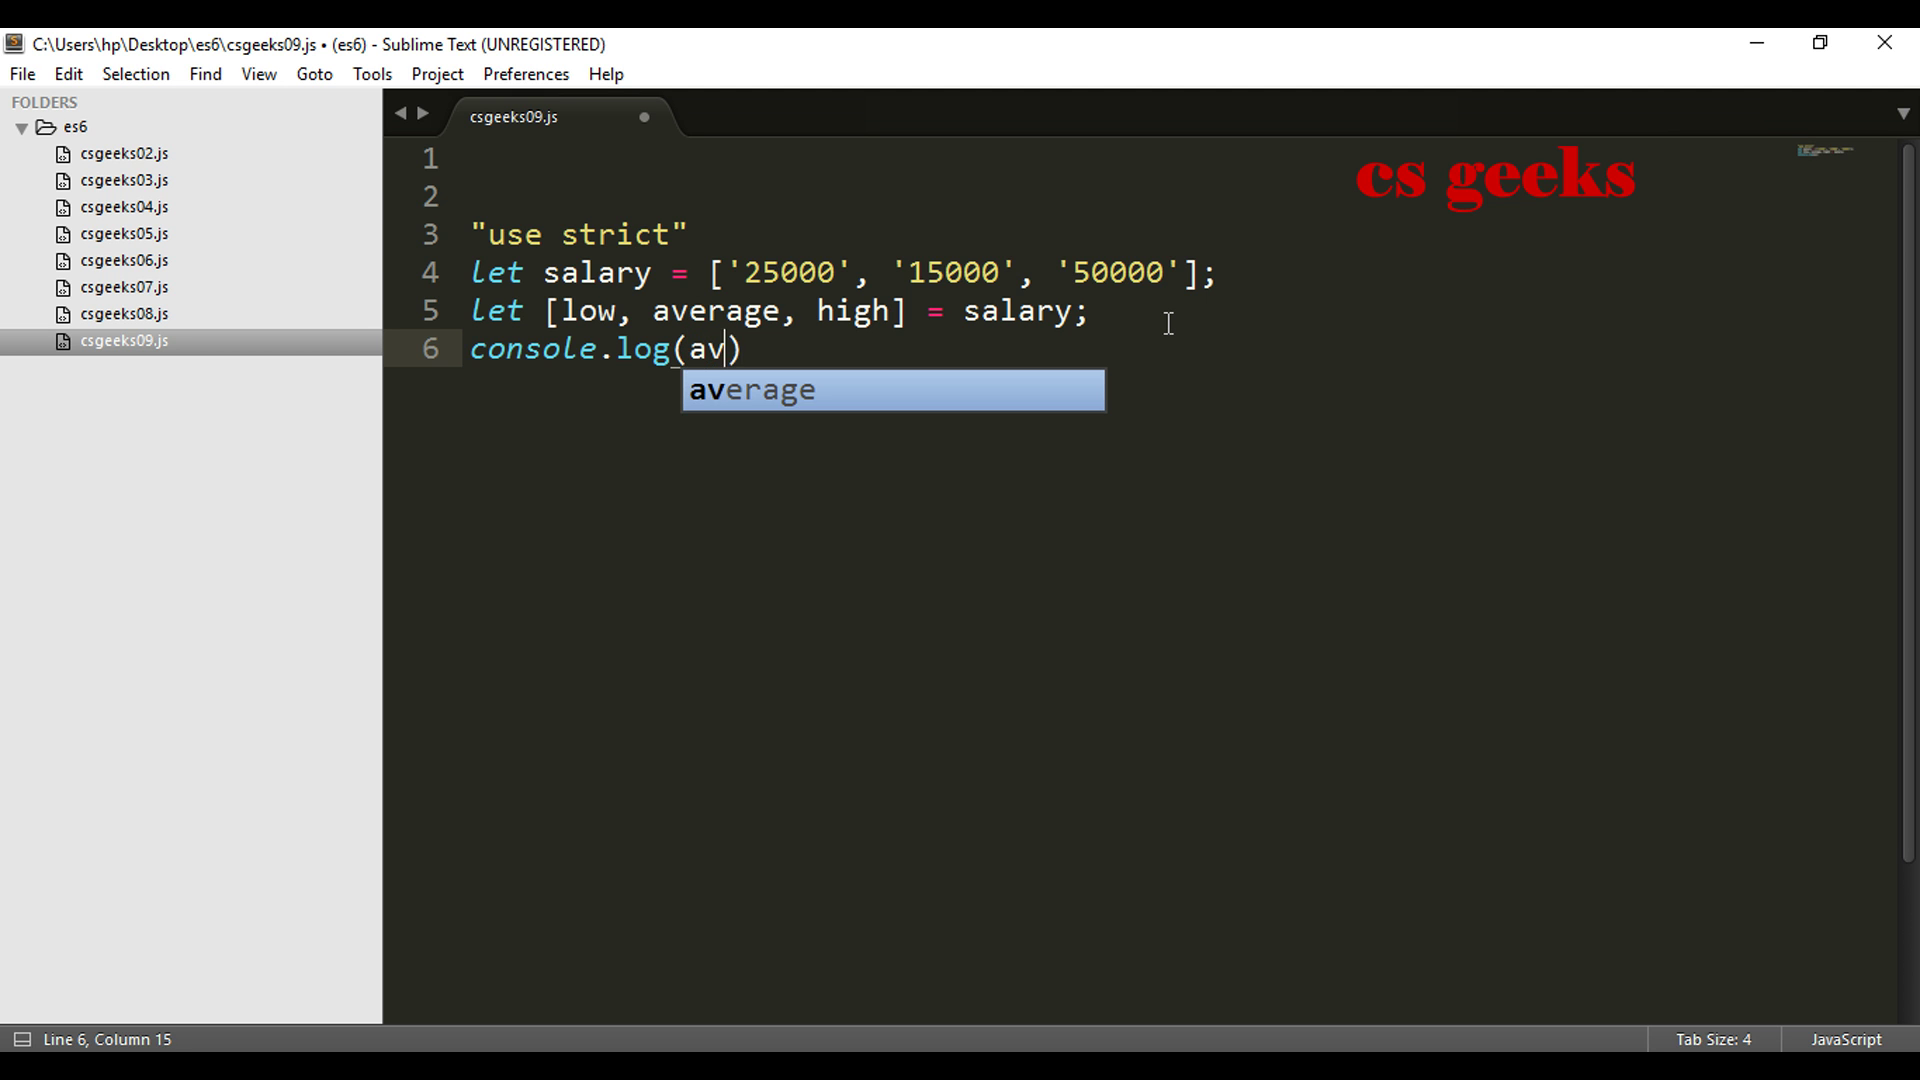 C:\Users\hp\Desktop\es6\csgeeks09.js • (es6) - Sublime Text (UNREGISTERED)
File Edit Selection Find View Goto Tools Project Preferences Help
FOLDERS
es6
csgeeks02.js
csgeeks03.js
csgeeks04.js
csgeeks05.js
csgeeks06.js
csgeeks07.js
csgeeks08.js
csgeeks09.js
csgeeks09.js
cs geeks
1
2
3 "use strict"
4 let salary = ['25000', '15000', '50000'];
5 let [low, average, high] = salary;
6 console.log(av)
average
Line 6, Column 15
Tab Size: 4
JavaScript